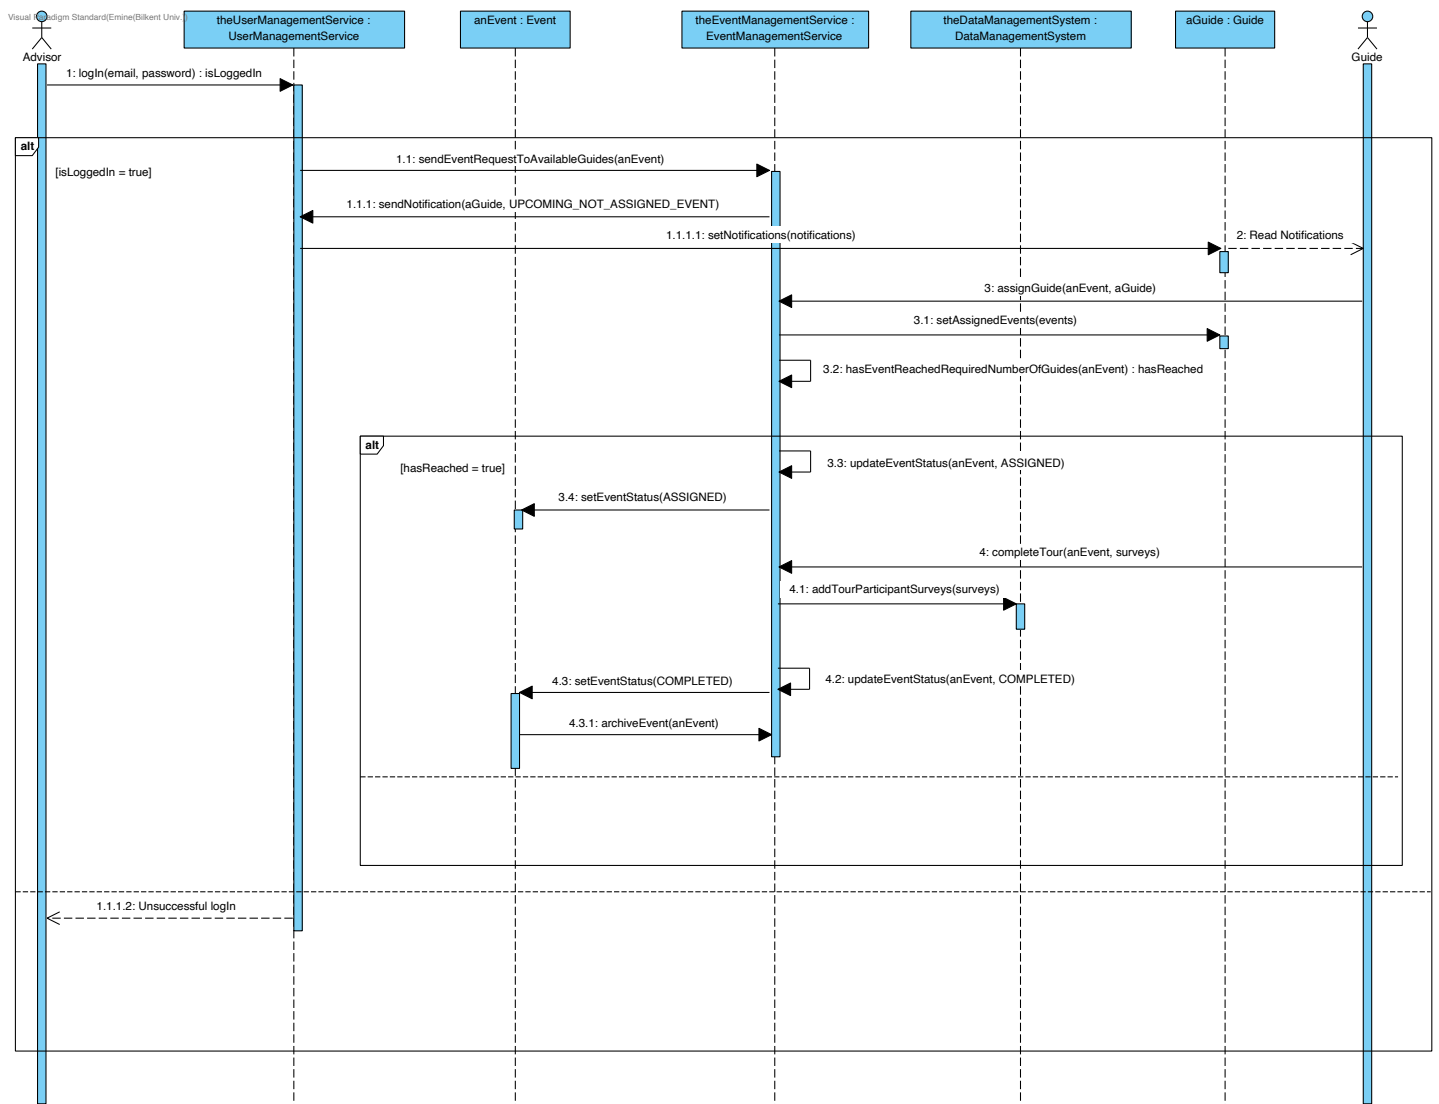 Visual Paradigm Standard(Emine(Bilkent Univ.))
theUserManagementService :
UserManagementService
anEvent : Event
theEventManagementService :
EventManagementService
theDataManagementSystem :
DataManagementSystem
aGuide : Guide
Advisor
Guide
1: logIn(email, password) : isLoggedIn
alt
1.1: sendEventRequestToAvailableGuides(anEvent)
[isLoggedIn = true]
1.1.1: sendNotification(aGuide, UPCOMING_NOT_ASSIGNED_EVENT)
1.1.1.1: setNotifications(notifications)
2: Read Notifications
3: assignGuide(anEvent, aGuide)
3.1: setAssignedEvents(events)
3.2: hasEventReachedRequiredNumberOfGuides(anEvent) : hasReached
alt
[hasReached = true]
3.3: updateEventStatus(anEvent, ASSIGNED)
3.4: setEventStatus(ASSIGNED)
4: completeTour(anEvent, surveys)
4.1: addTourParticipantSurveys(surveys)
4.2: updateEventStatus(anEvent, COMPLETED)
4.3: setEventStatus(COMPLETED)
4.3.1: archiveEvent(anEvent)
1.1.1.2: Unsuccessful logIn